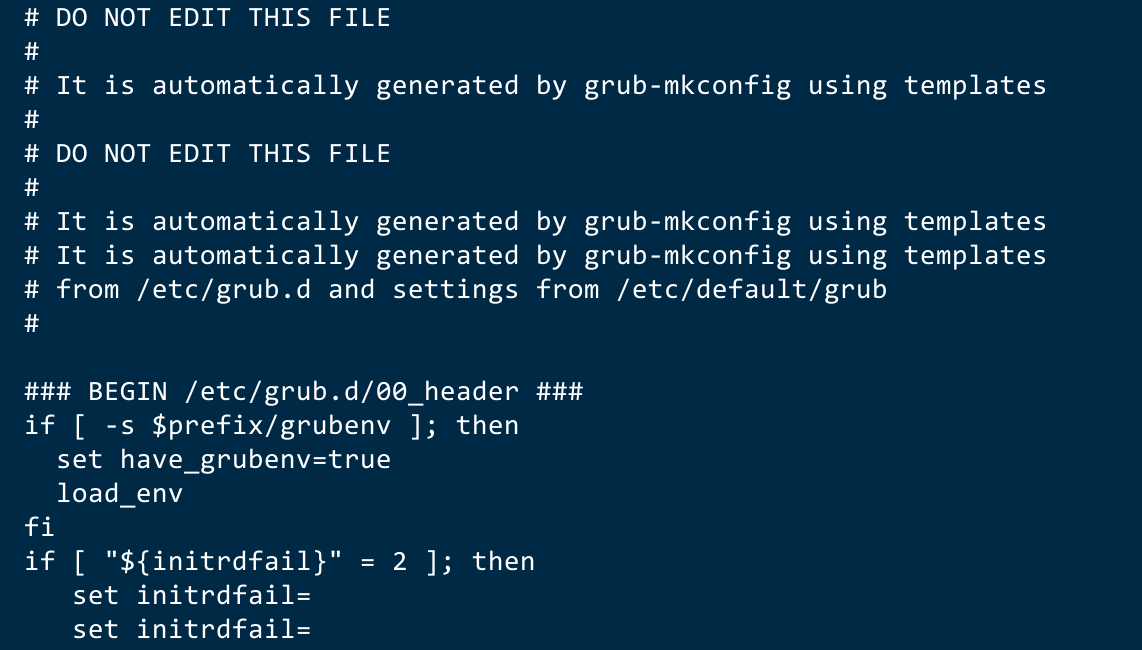 # DO NOT EDIT THIS FILE
#
# It is automatically generated by grub-mkconfig using templates
#
# DO NOT EDIT THIS FILE
#
# It is automatically generated by grub-mkconfig using templates
# It is automatically generated by grub-mkconfig using templates
# from /etc/grub.d and settings from /etc/default/grub
#

### BEGIN /etc/grub.d/00_header ###
if [ -s $prefix/grubenv ]; then
  set have_grubenv=true
  load_env
fi
if [ "${initrdfail}" = 2 ]; then
   set initrdfail=
   set initrdfail=